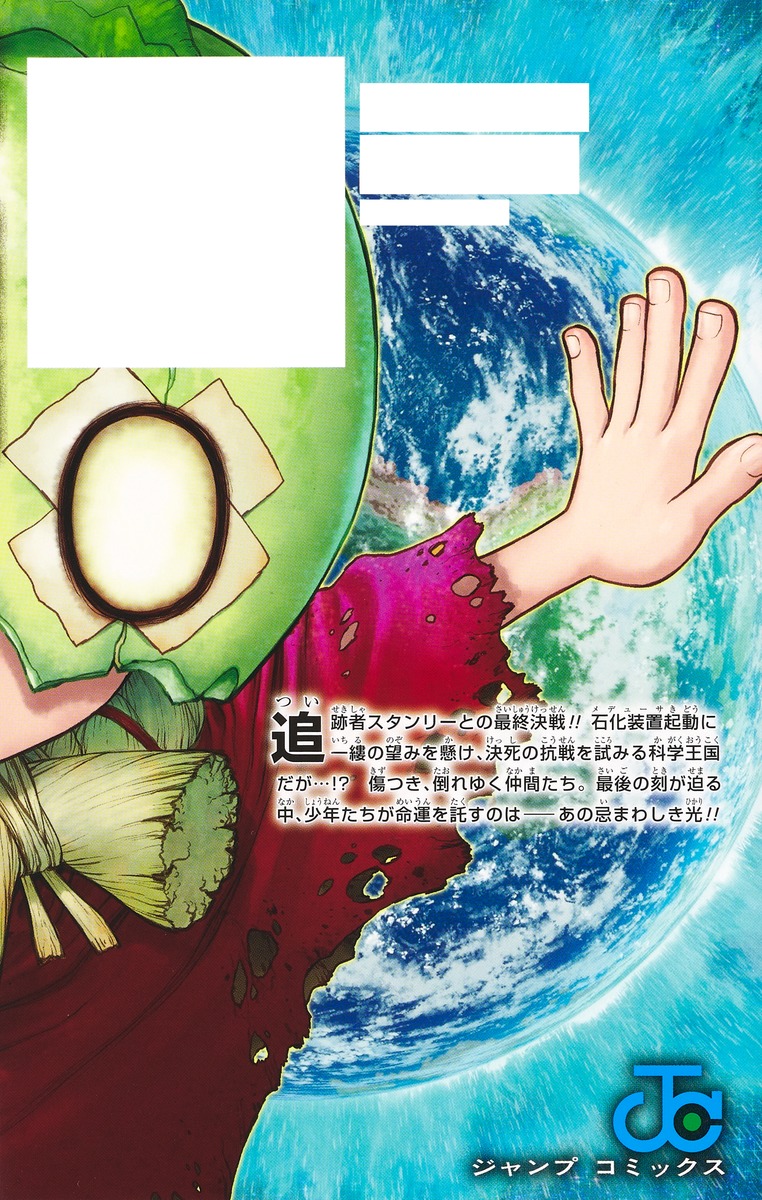 追跡者スタンリーとの最終決戦!! 石化装置起動に
一縷の望みを懸け、決死の抗戦を試みる科学王国
だが…!? 傷つき、倒れゆく仲間たち。最後の刻が迫る
中、少年たちが命運を託すのは――あの忌まわしき光!!
JC
ジャンプ コミックス